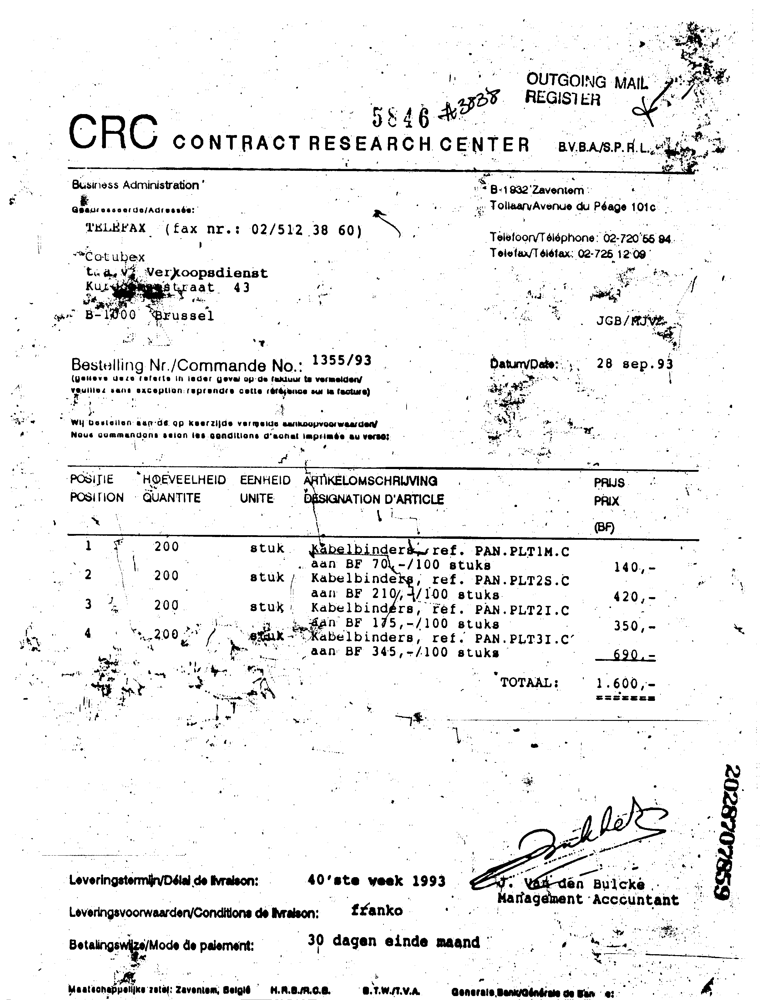 OUTGOING MAIL
REGISTER
5846 #3838
CRC CONTRACT RESEARCH CENTER B.V.B.A./S.P.R.L.
Business Administration
Geadresseerde/Adressée:
TELEFAX (fax nr.: 02/512 38 60)
Cotubex
t.a.v. Verkoopsdienst
straat 43
B-1000 Brussel
B-1932 Zaventem
Tollaan/Avenue du Péage 101c
Telefoon/Téléphone: 02-720 55 94
Telefax/Téléfax: 02-725 12 09
Bestelling Nr./Commande No.: 1355/93
(gelieve deze referte in ieder geval op de faktuur te vermelden/
veuillez sans exception reprendre cette référence sur la facture)
Datum/Date: 28 sep.93
Wij bestellen aan de op keerzijde vermelde aankoopvoorwaarden/
Nous commandons selon les conditions d'achat imprimés au verso:
POSITIE HOEVEELHEID EENHEID ARTIKELOMSCHRIJVING PRIJS
POSITION QUANTITE UNITE DESIGNATION D'ARTICLE PRIX
(BF)
1 200 stuk Kabelbinders, ref. PAN.PLT1M.C
aan BF 70,-/100 stuks 140,-
2 200 stuk Kabelbinders, ref. PAN.PLT2S.C
aan BF 210,-/100 stuks 420,-
3 200 stuk Kabelbinders, ref. PAN.PLT2I.C
aan BF 175,-/100 stuks 350,-
4 200 stuk Kabelbinders, ref. PAN.PLT3I.C
aan BF 345,-/100 stuks 690,-
TOTAAL: 1.600,-
=======
2028707859
Leveringstermijn/Délai de livraison: 40'ste week 1993
J. Van den Bulcke
Management Accountant
Leveringsvoorwaarden/Conditions de livraison: franko
Betalingswijze/Mode de paiement: 30 dagen einde maand
Maatschappelijke zetel: Zaventem, België H.R.B./R.C.B. B.T.W./T.V.A. Generale Bank/Générale de